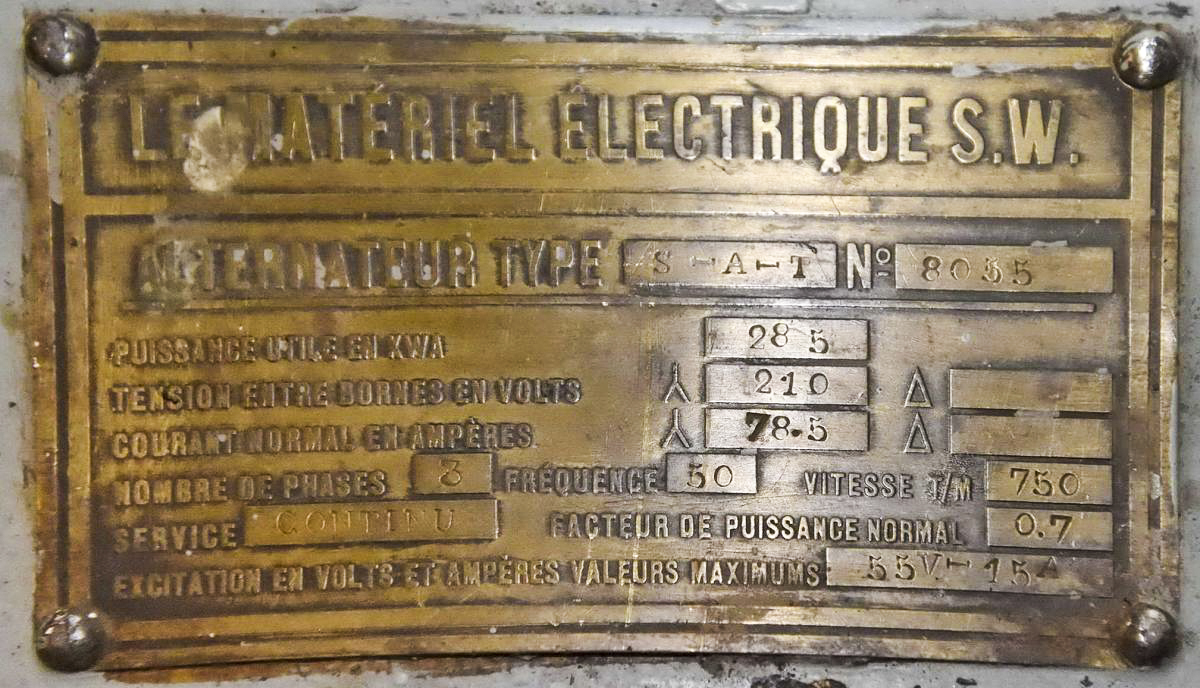 LE MATÉRIEL ÉLECTRIQUE S.W.
ALTERNATEUR TYPE S-A-T Nº 8055
PUISSANCE UTILE EN KWA 28 5
TENSION ENTRE BORNES EN VOLTS ⅄ 210 Δ
COURANT NORMAL EN AMPÈRES ⅄ 78.5 Δ
NOMBRE DE PHASES 3 FRÉQUENCE 50 VITESSE T/M 750
SERVICE CONTINU FACTEUR DE PUISSANCE NORMAL 0.7
EXCITATION EN VOLTS ET AMPÈRES VALEURS MAXIMUMS 55V-15A